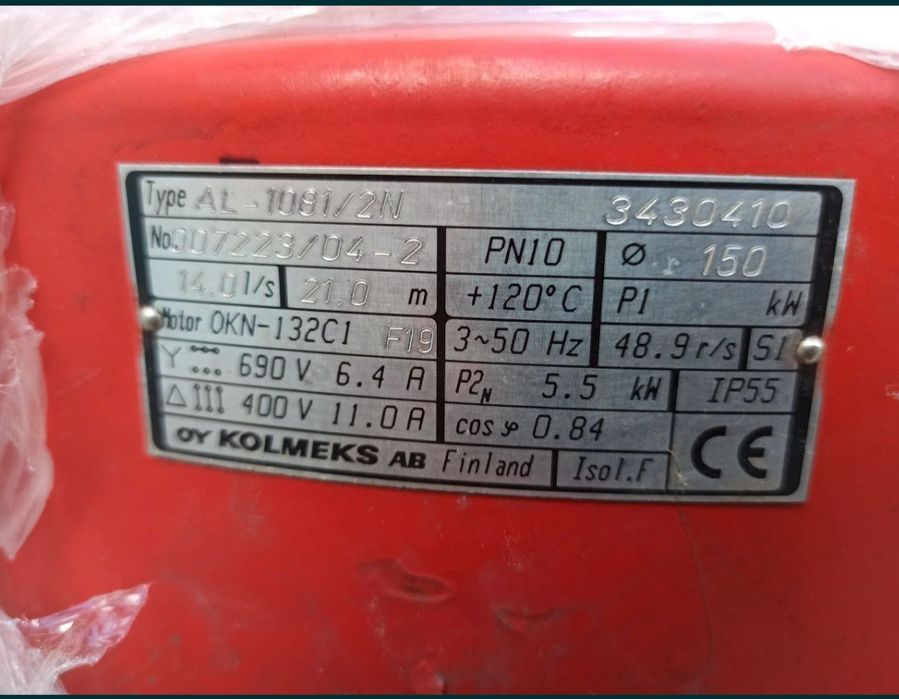 Type AL-1081/2N 3430410
No 007223/04-2 PN10 Ø 150
14.0 l/s 21.0 m +120°C P1 kW
Motor OKN-132C1 F19 3~50 Hz 48.9 r/s S1
Y 690 V 6.4 A P2N 5.5 kW IP55
△ 400 V 11.0 A cos φ 0.84 CE
OY KOLMEKS AB Finland Isol.F